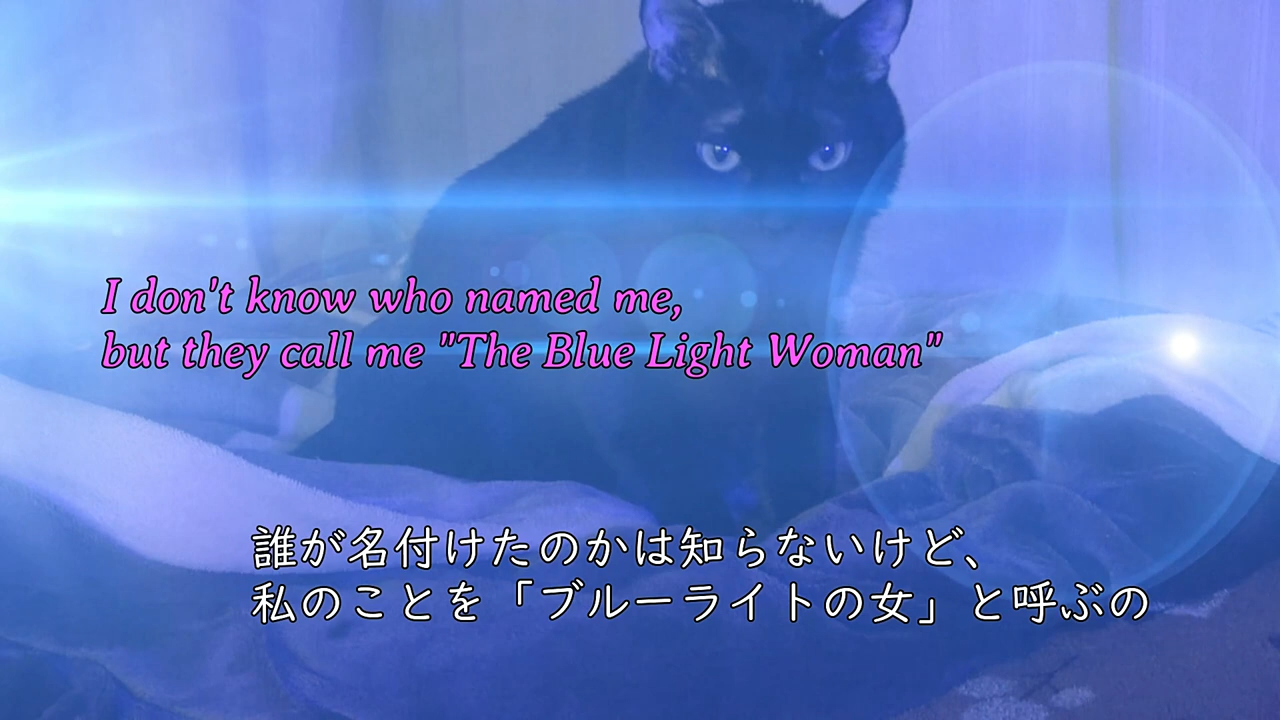 I don't know who named me,
but they call me "The Blue Light Woman"
誰が名付けたのかは知らないけど、
私のことを「ブルーライトの女」と呼ぶの